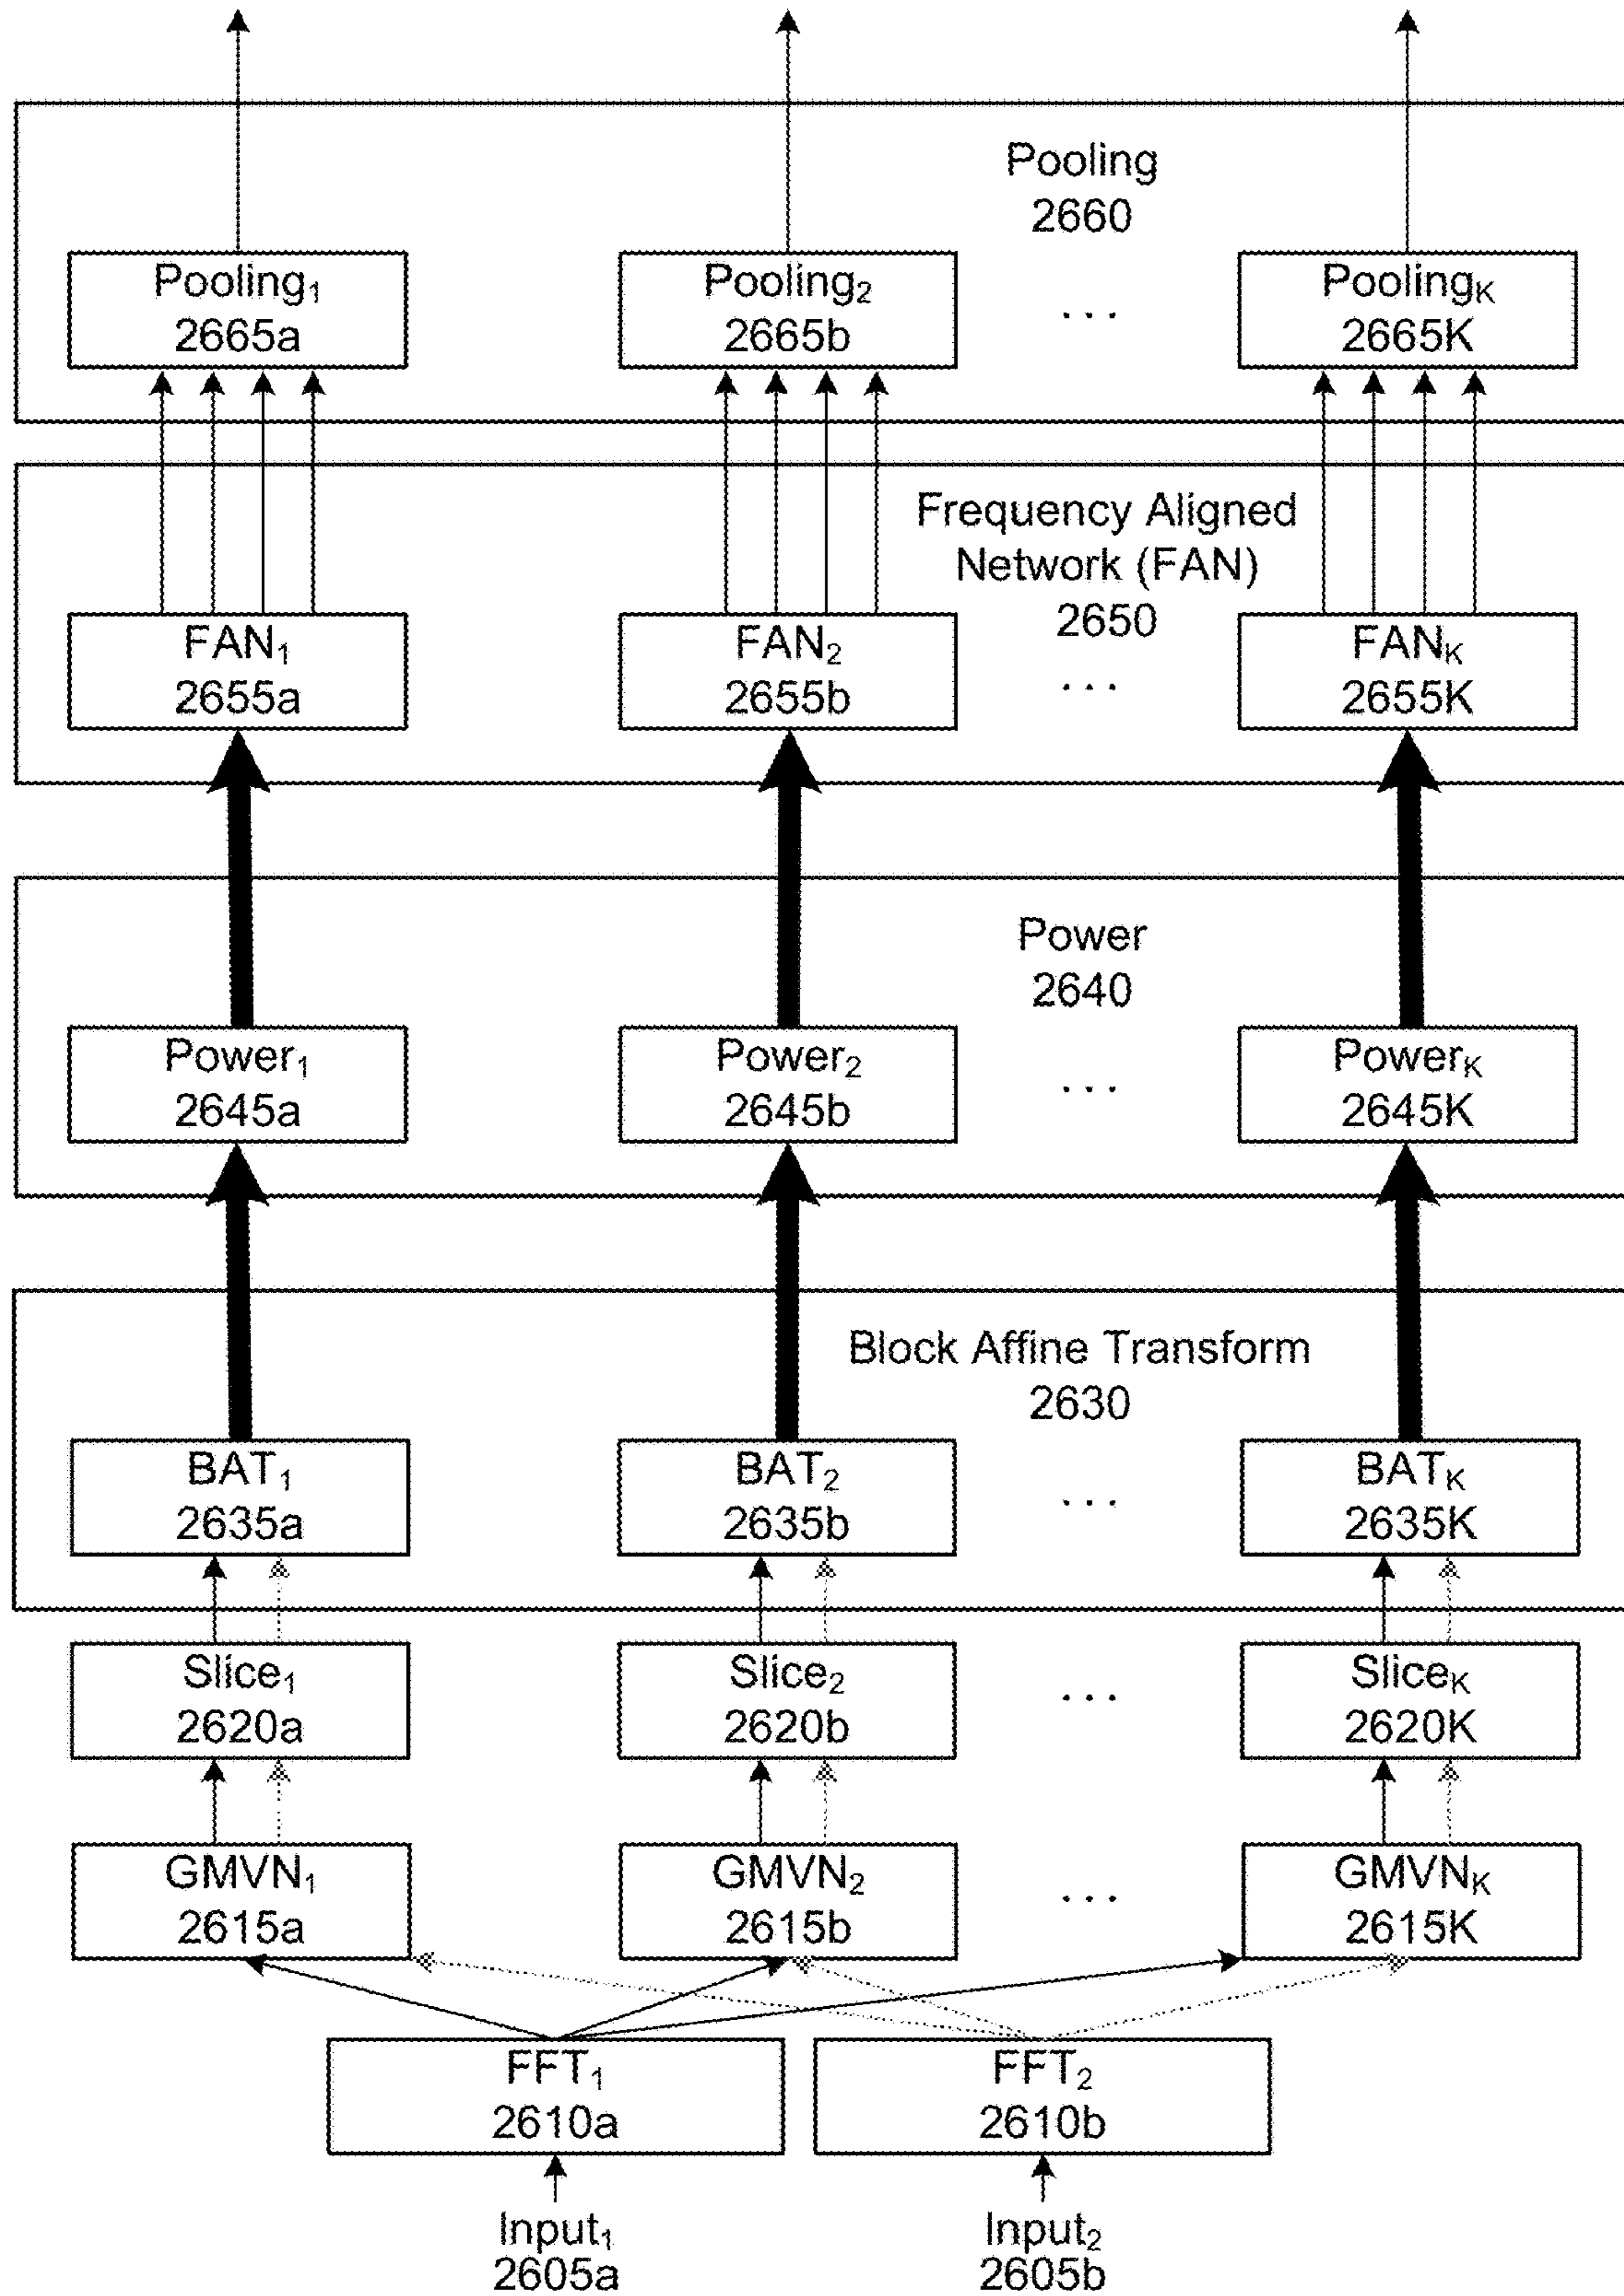 Pooling
2660
Pooling₁ Pooling₂ Poolingₖ
2665a 2665b ... 2665K
Frequency Aligned
Network (FAN)
2650
FAN₁ FAN₂ FANₖ
2655a 2655b ... 2655K
Power
2640
Power₁ Power₂ Powerₖ
2645a 2645b ... 2645K
Block Affine Transform
2630
BAT₁ BAT₂ BATₖ
2635a 2635b ... 2635K
Slice₁ Slice₂ Sliceₖ
2620a 2620b ... 2620K
GMVN₁ GMVN₂ GMVNₖ
2615a 2615b ... 2615K
FFT₁ FFT₂
2610a 2610b
Input₁ Input₂
2605a 2605b